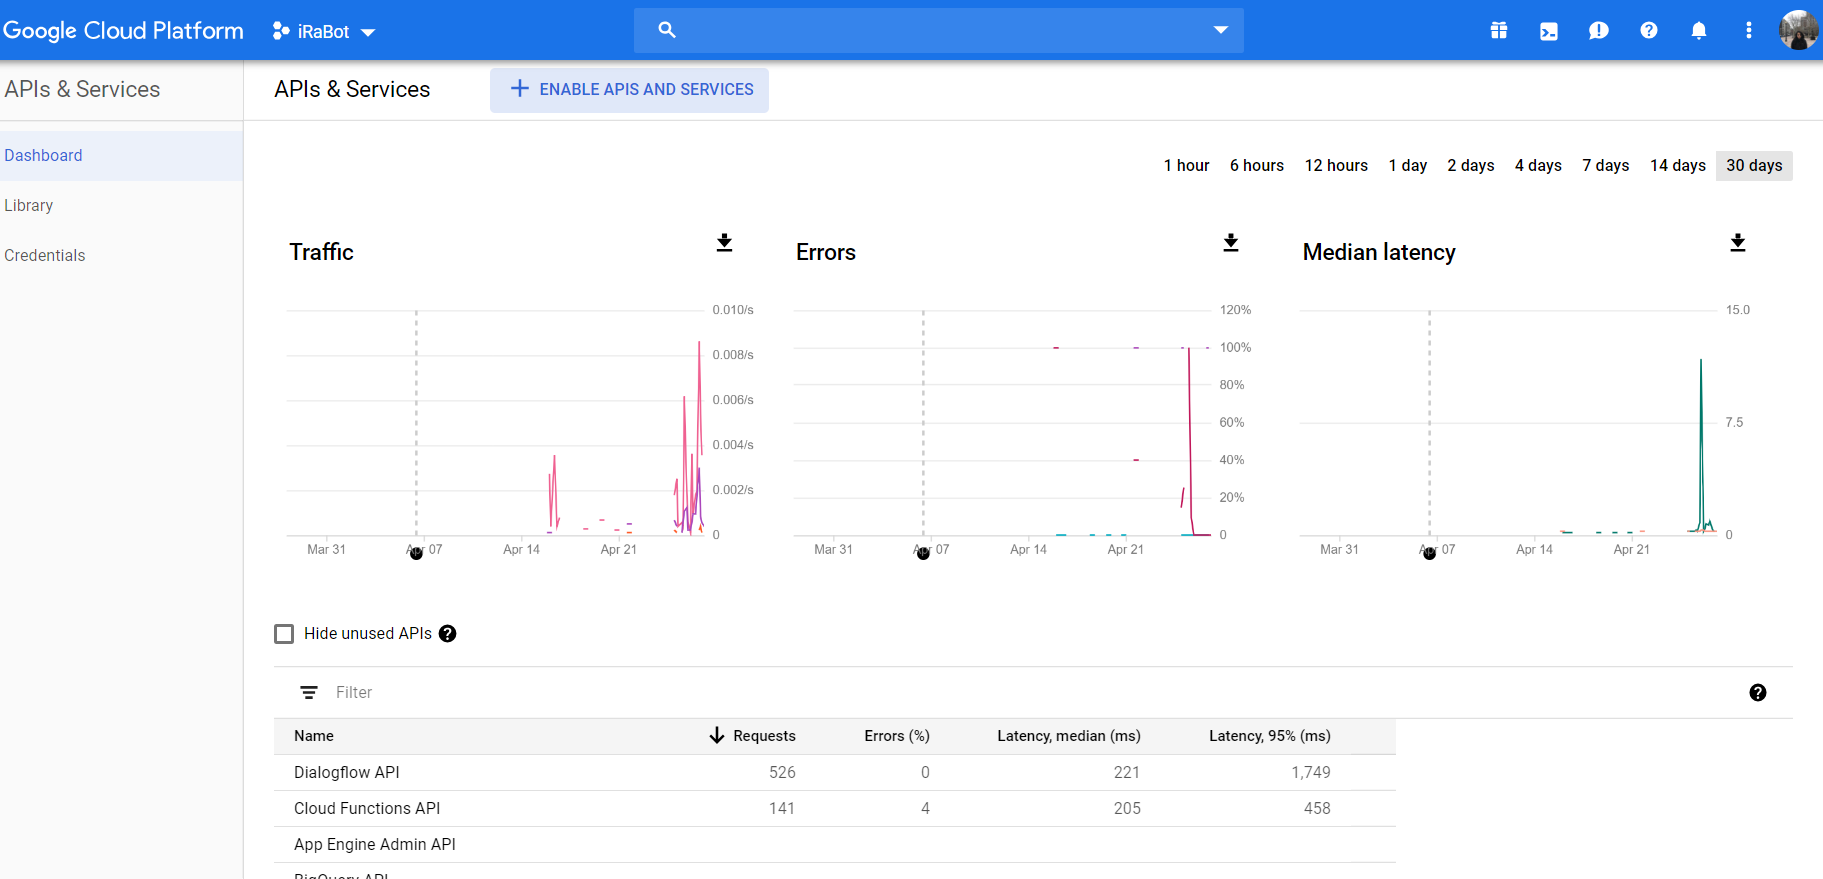 Google Cloud Platform iRaBot
APIs & Services
Dashboard
Library
Credentials
APIs & Services ENABLE APIS AND SERVICES
1 hour 6 hours 12 hours 1 day 2 days 4 days 7 days 14 days 30 days
Traffic
0.010/s
0.008/s
0.006/s
0.004/s
0.002/s
0
Mar 31 Apr 07 Apr 14 Apr 21
Errors
120%
100%
80%
60%
40%
20%
0
Mar 31 Apr 07 Apr 14 Apr 21
Median latency
15.0
7.5
0
Mar 31 Apr 07 Apr 14 Apr 21
Hide unused APIs
Filter
Name Requests Errors (%) Latency, median (ms) Latency, 95% (ms)
Dialogflow API 526 0 221 1,749
Cloud Functions API 141 4 205 458
App Engine Admin API
BigQuery API